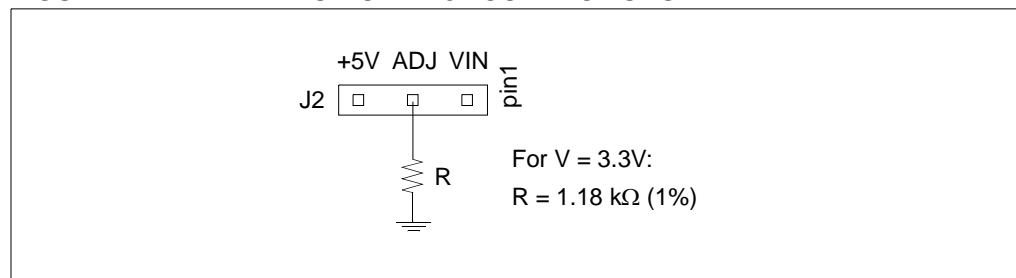 +5V ADJ VIN
pin1
J2
R
For V = 3.3V:
R = 1.18 kΩ (1%)